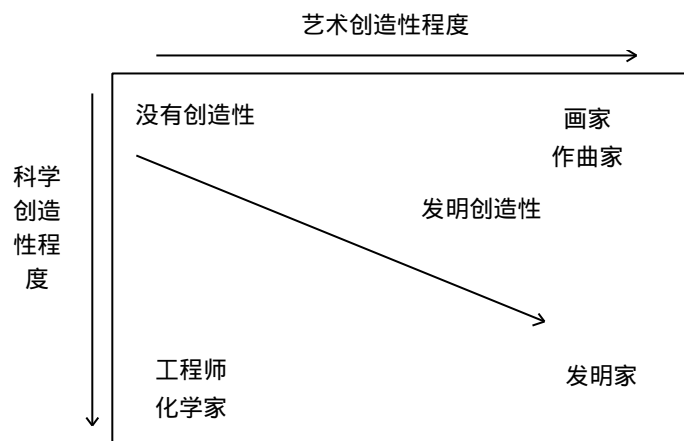 艺术创造性程度
没有创造性
画家
作曲家
科学
创造
性程
度
发明创造性
工程师
化学家
发明家